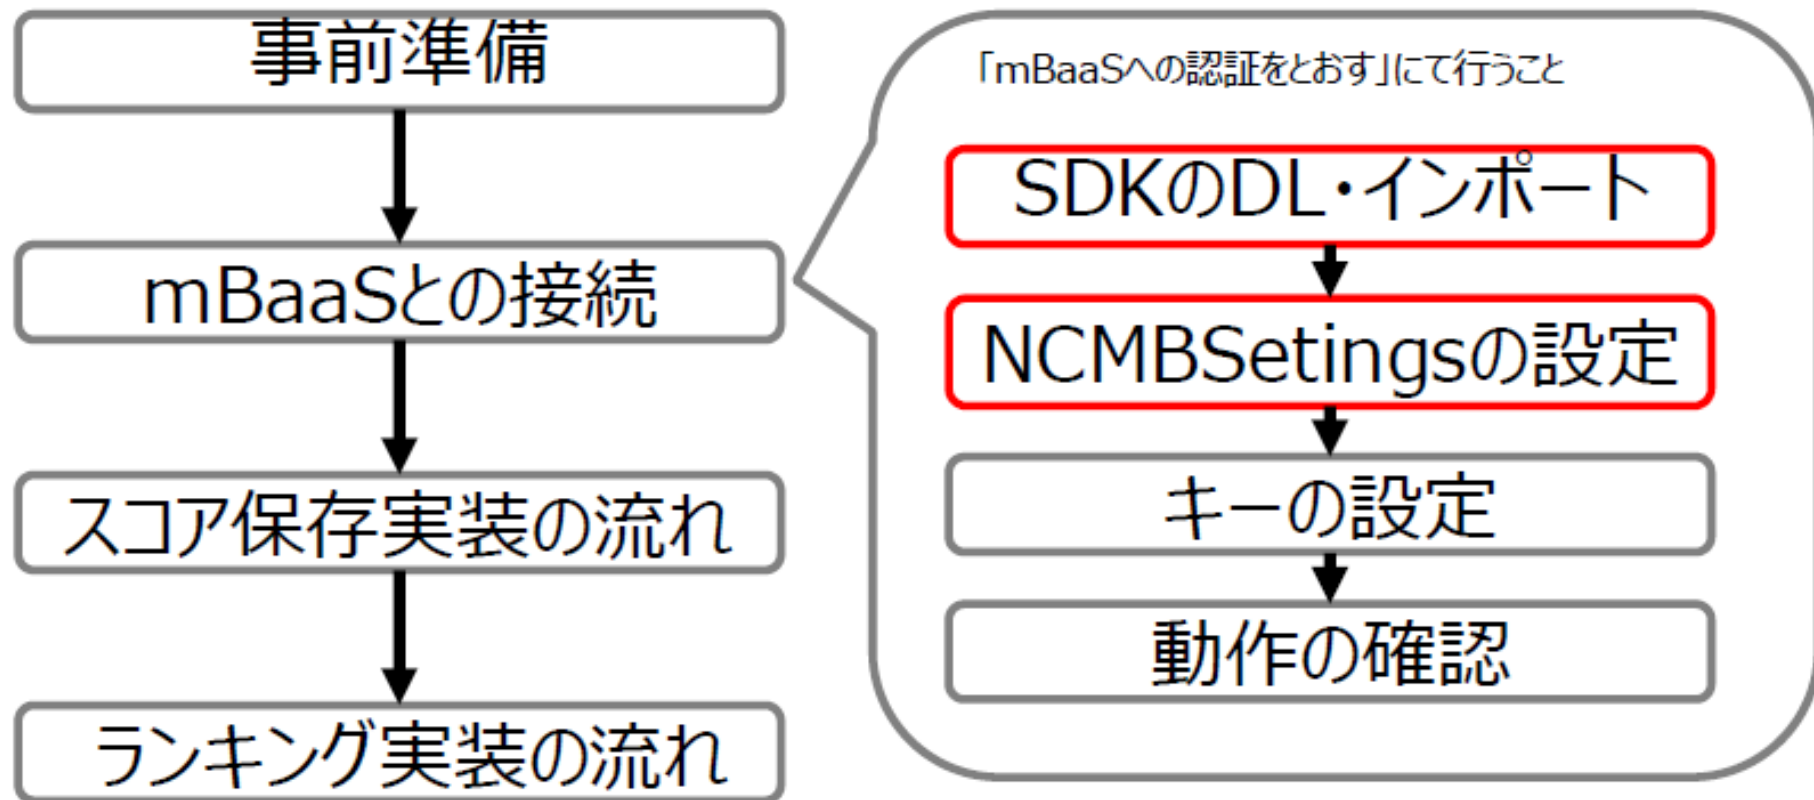 事前準備
mBaaSとの接続
スコア保存実装の流れ
ランキング実装の流れ
「mBaaSへの認証をとおす」にて行うこと
SDKのDL・インポート
NCMBSetingsの設定
キーの設定
動作の確認